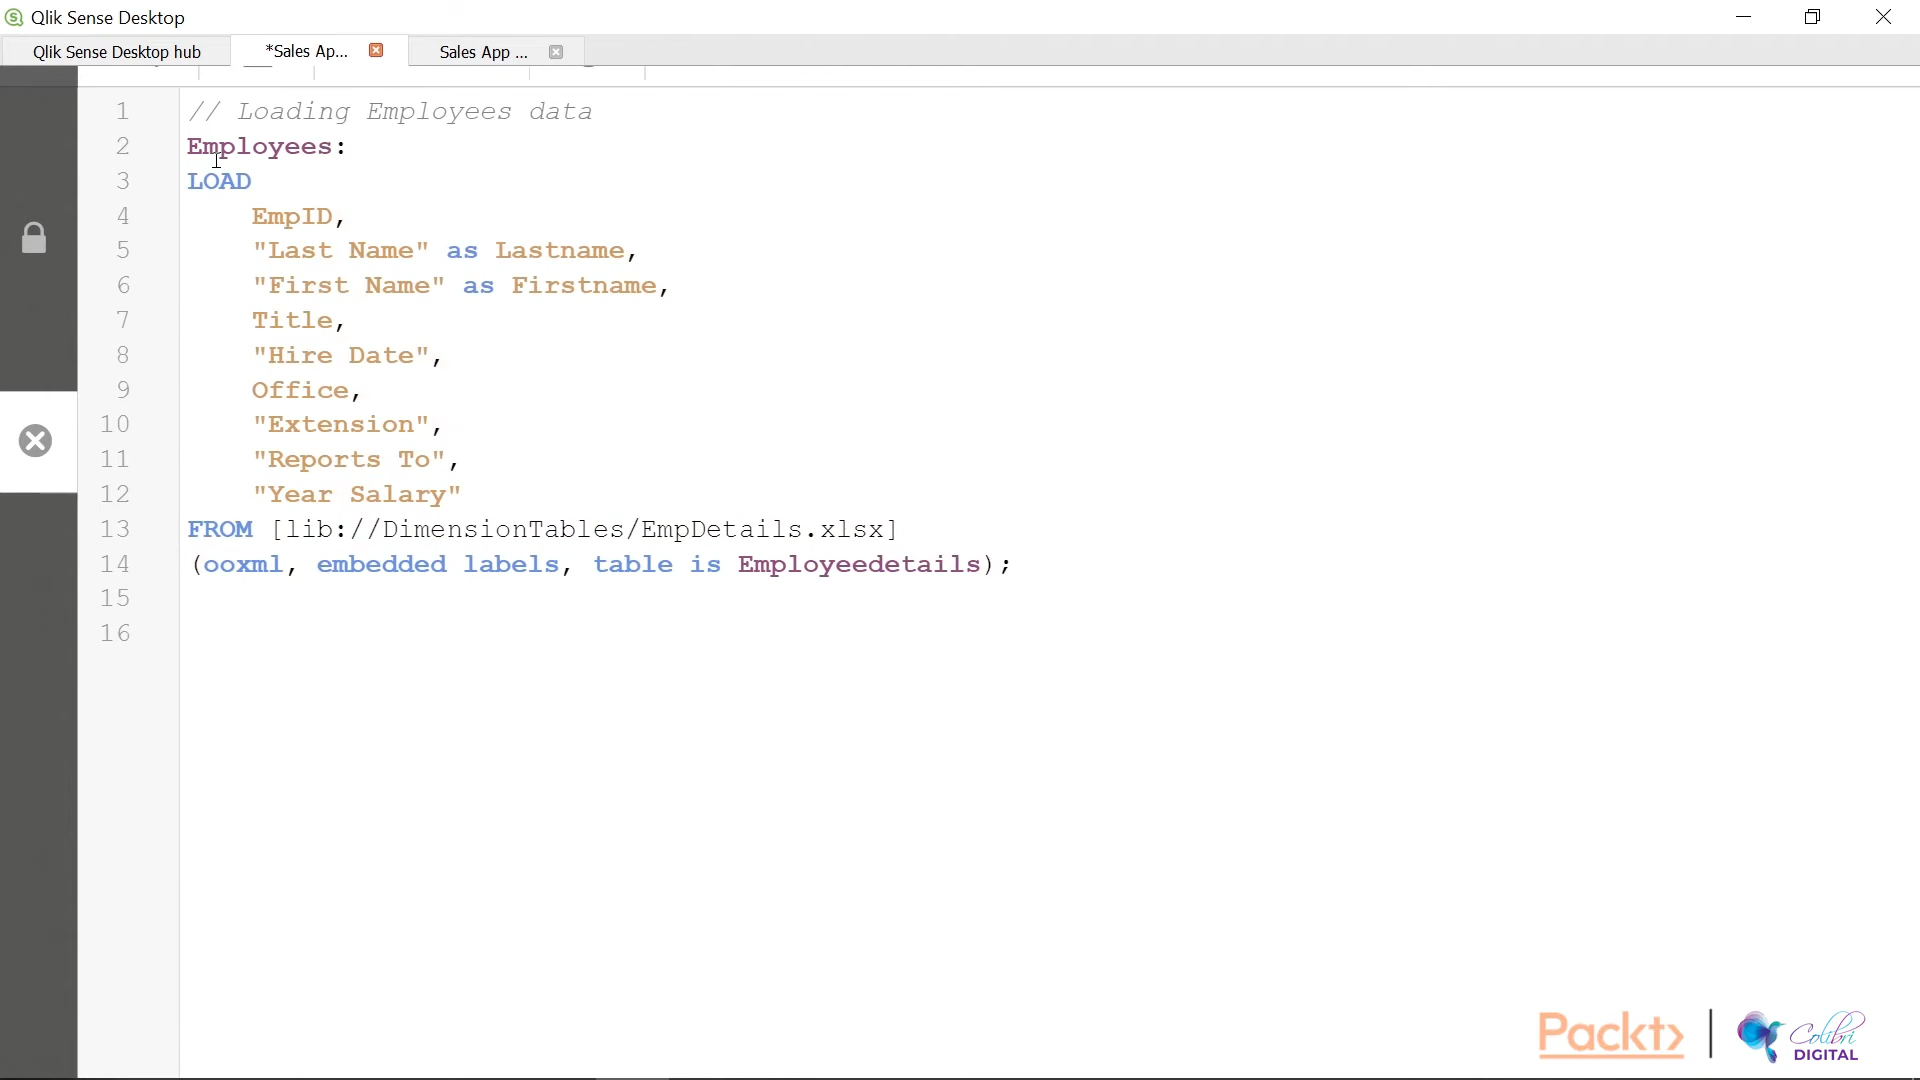 Qlik Sense Desktop
Qlik Sense Desktop hub
*Sales Ap...
Sales App ...
1 // Loading Employees data
2 Employees:
3 LOAD
4 EmpID,
5 "Last Name" as Lastname,
6 "First Name" as Firstname,
7 Title,
8 "Hire Date",
9 Office,
10 "Extension",
11 "Reports To",
12 "Year Salary"
13 FROM [lib://DimensionTables/EmpDetails.xlsx]
14 (ooxml, embedded labels, table is Employeedetails);
15
16
Packt>
Colibri
DIGITAL